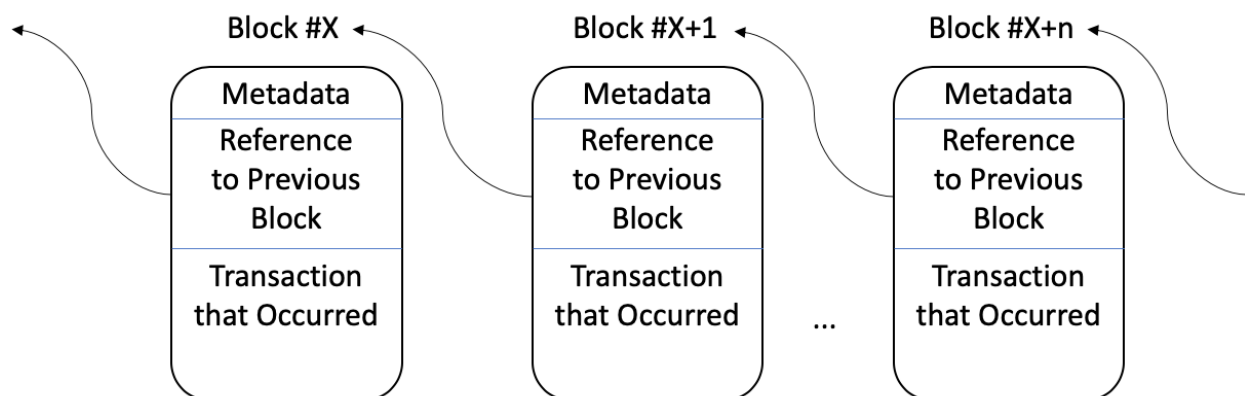 Block #X
Block #X+1
Block #X+n
Metadata
Reference
to Previous
Block
Transaction
that Occurred
Metadata
Reference
to Previous
Block
Transaction
that Occurred
...
Metadata
Reference
to Previous
Block
Transaction
that Occurred